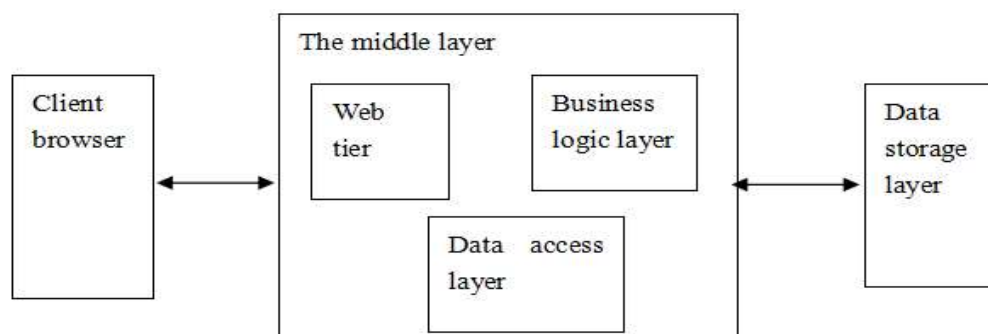 The middle layer
Client
browser
Web
tier
Business
logic layer
Data access
layer
Data
storage
layer